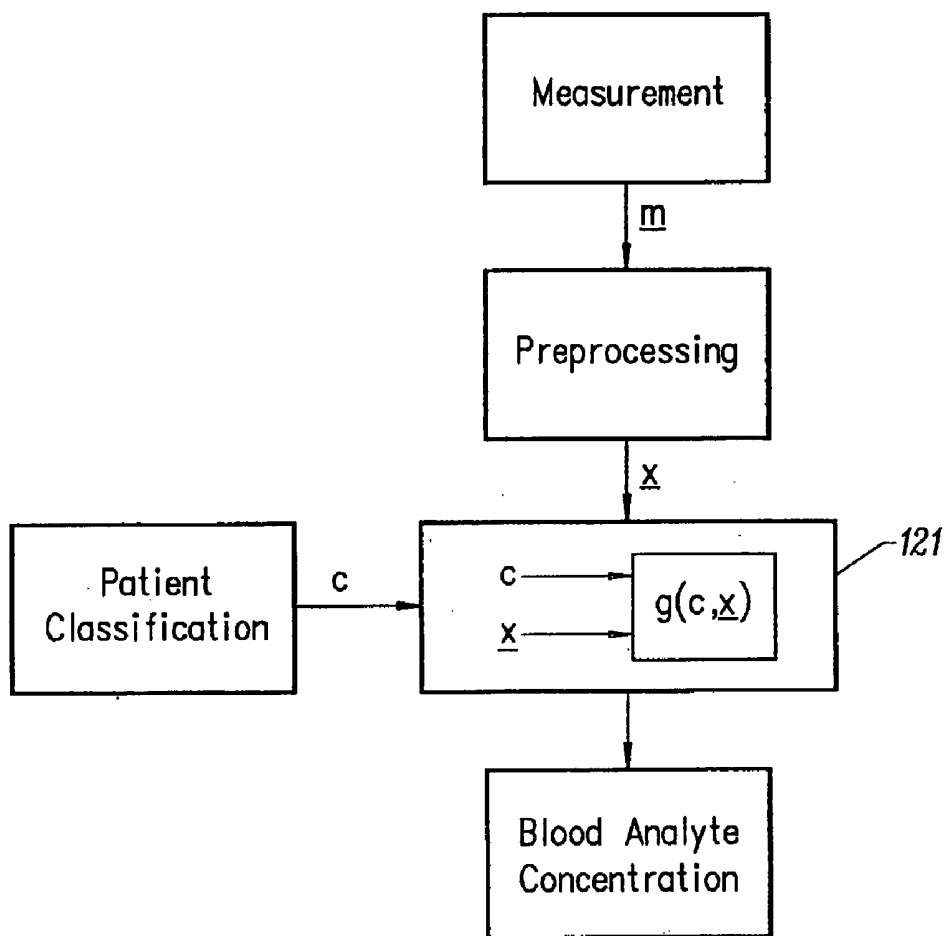 Measurement
m
Preprocessing
x
Patient
Classification
c
c
x
g(c,x)
121
Blood Analyte
Concentration